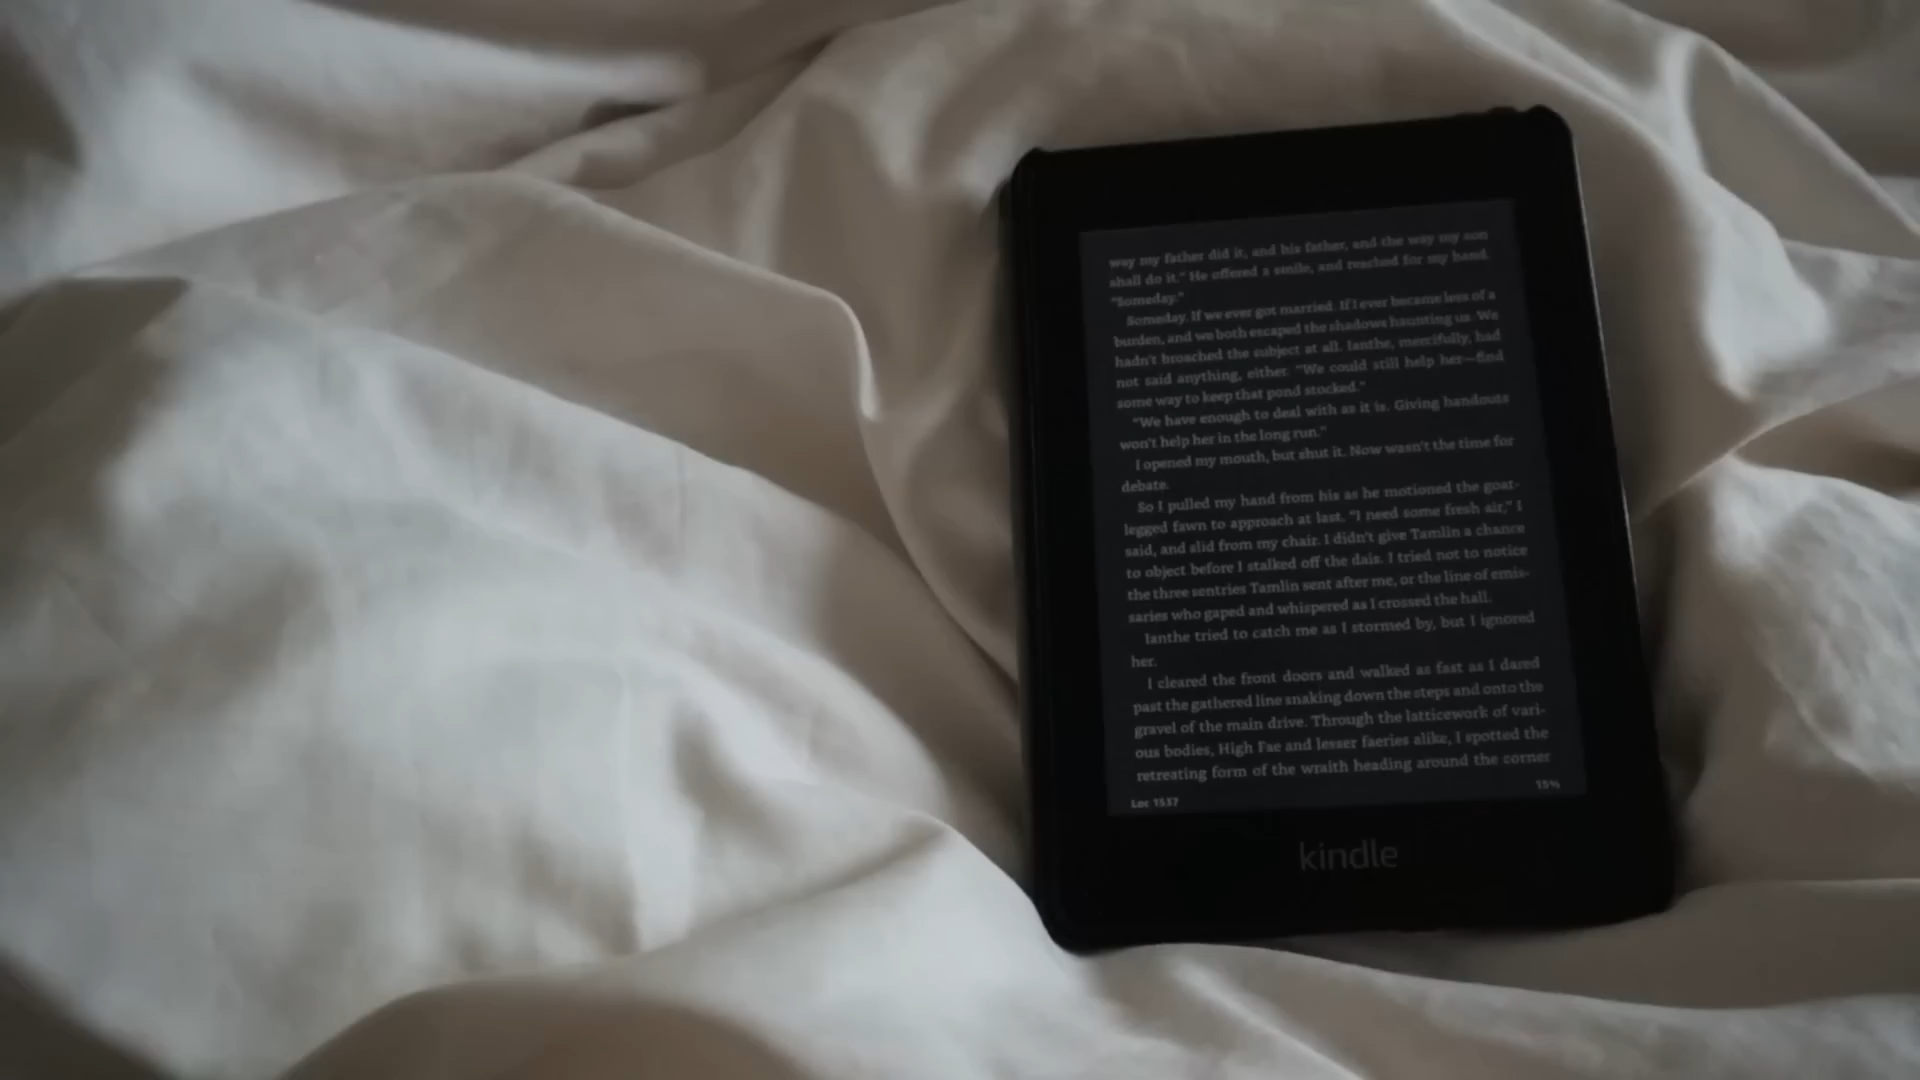 way my father did it, and his father, and the way my son
shall do it." He offered a smile, and reached for my hand.
"Someday."
Someday. If we ever got married. If I ever became less of a
burden, and we both escaped the shadows haunting us. We
hadn't broached the subject at all. Ianthe, mercifully, had
not said anything, either. "We could still help her—find
some way to keep that pond stocked."
"We have enough to deal with as it is. Giving handouts
won't help her in the long run."
I opened my mouth, but shut it. Now wasn't the time for
debate.
So I pulled my hand from his as he motioned the goat-
legged fawn to approach at last. "I need some fresh air," I
said, and slid from my chair. I didn't give Tamlin a chance
to object before I stalked off the dais. I tried not to notice
the three sentries Tamlin sent after me, or the line of emis-
saries who gaped and whispered as I crossed the hall.
Ianthe tried to catch me as I stormed by, but I ignored
her.
I cleared the front doors and walked as fast as I dared
past the gathered line snaking down the steps and onto the
gravel of the main drive. Through the latticework of vari-
ous bodies, High Fae and lesser faeries alike, I spotted the
retreating form of the wraith heading around the corner
Loc 1537 15%
kindle